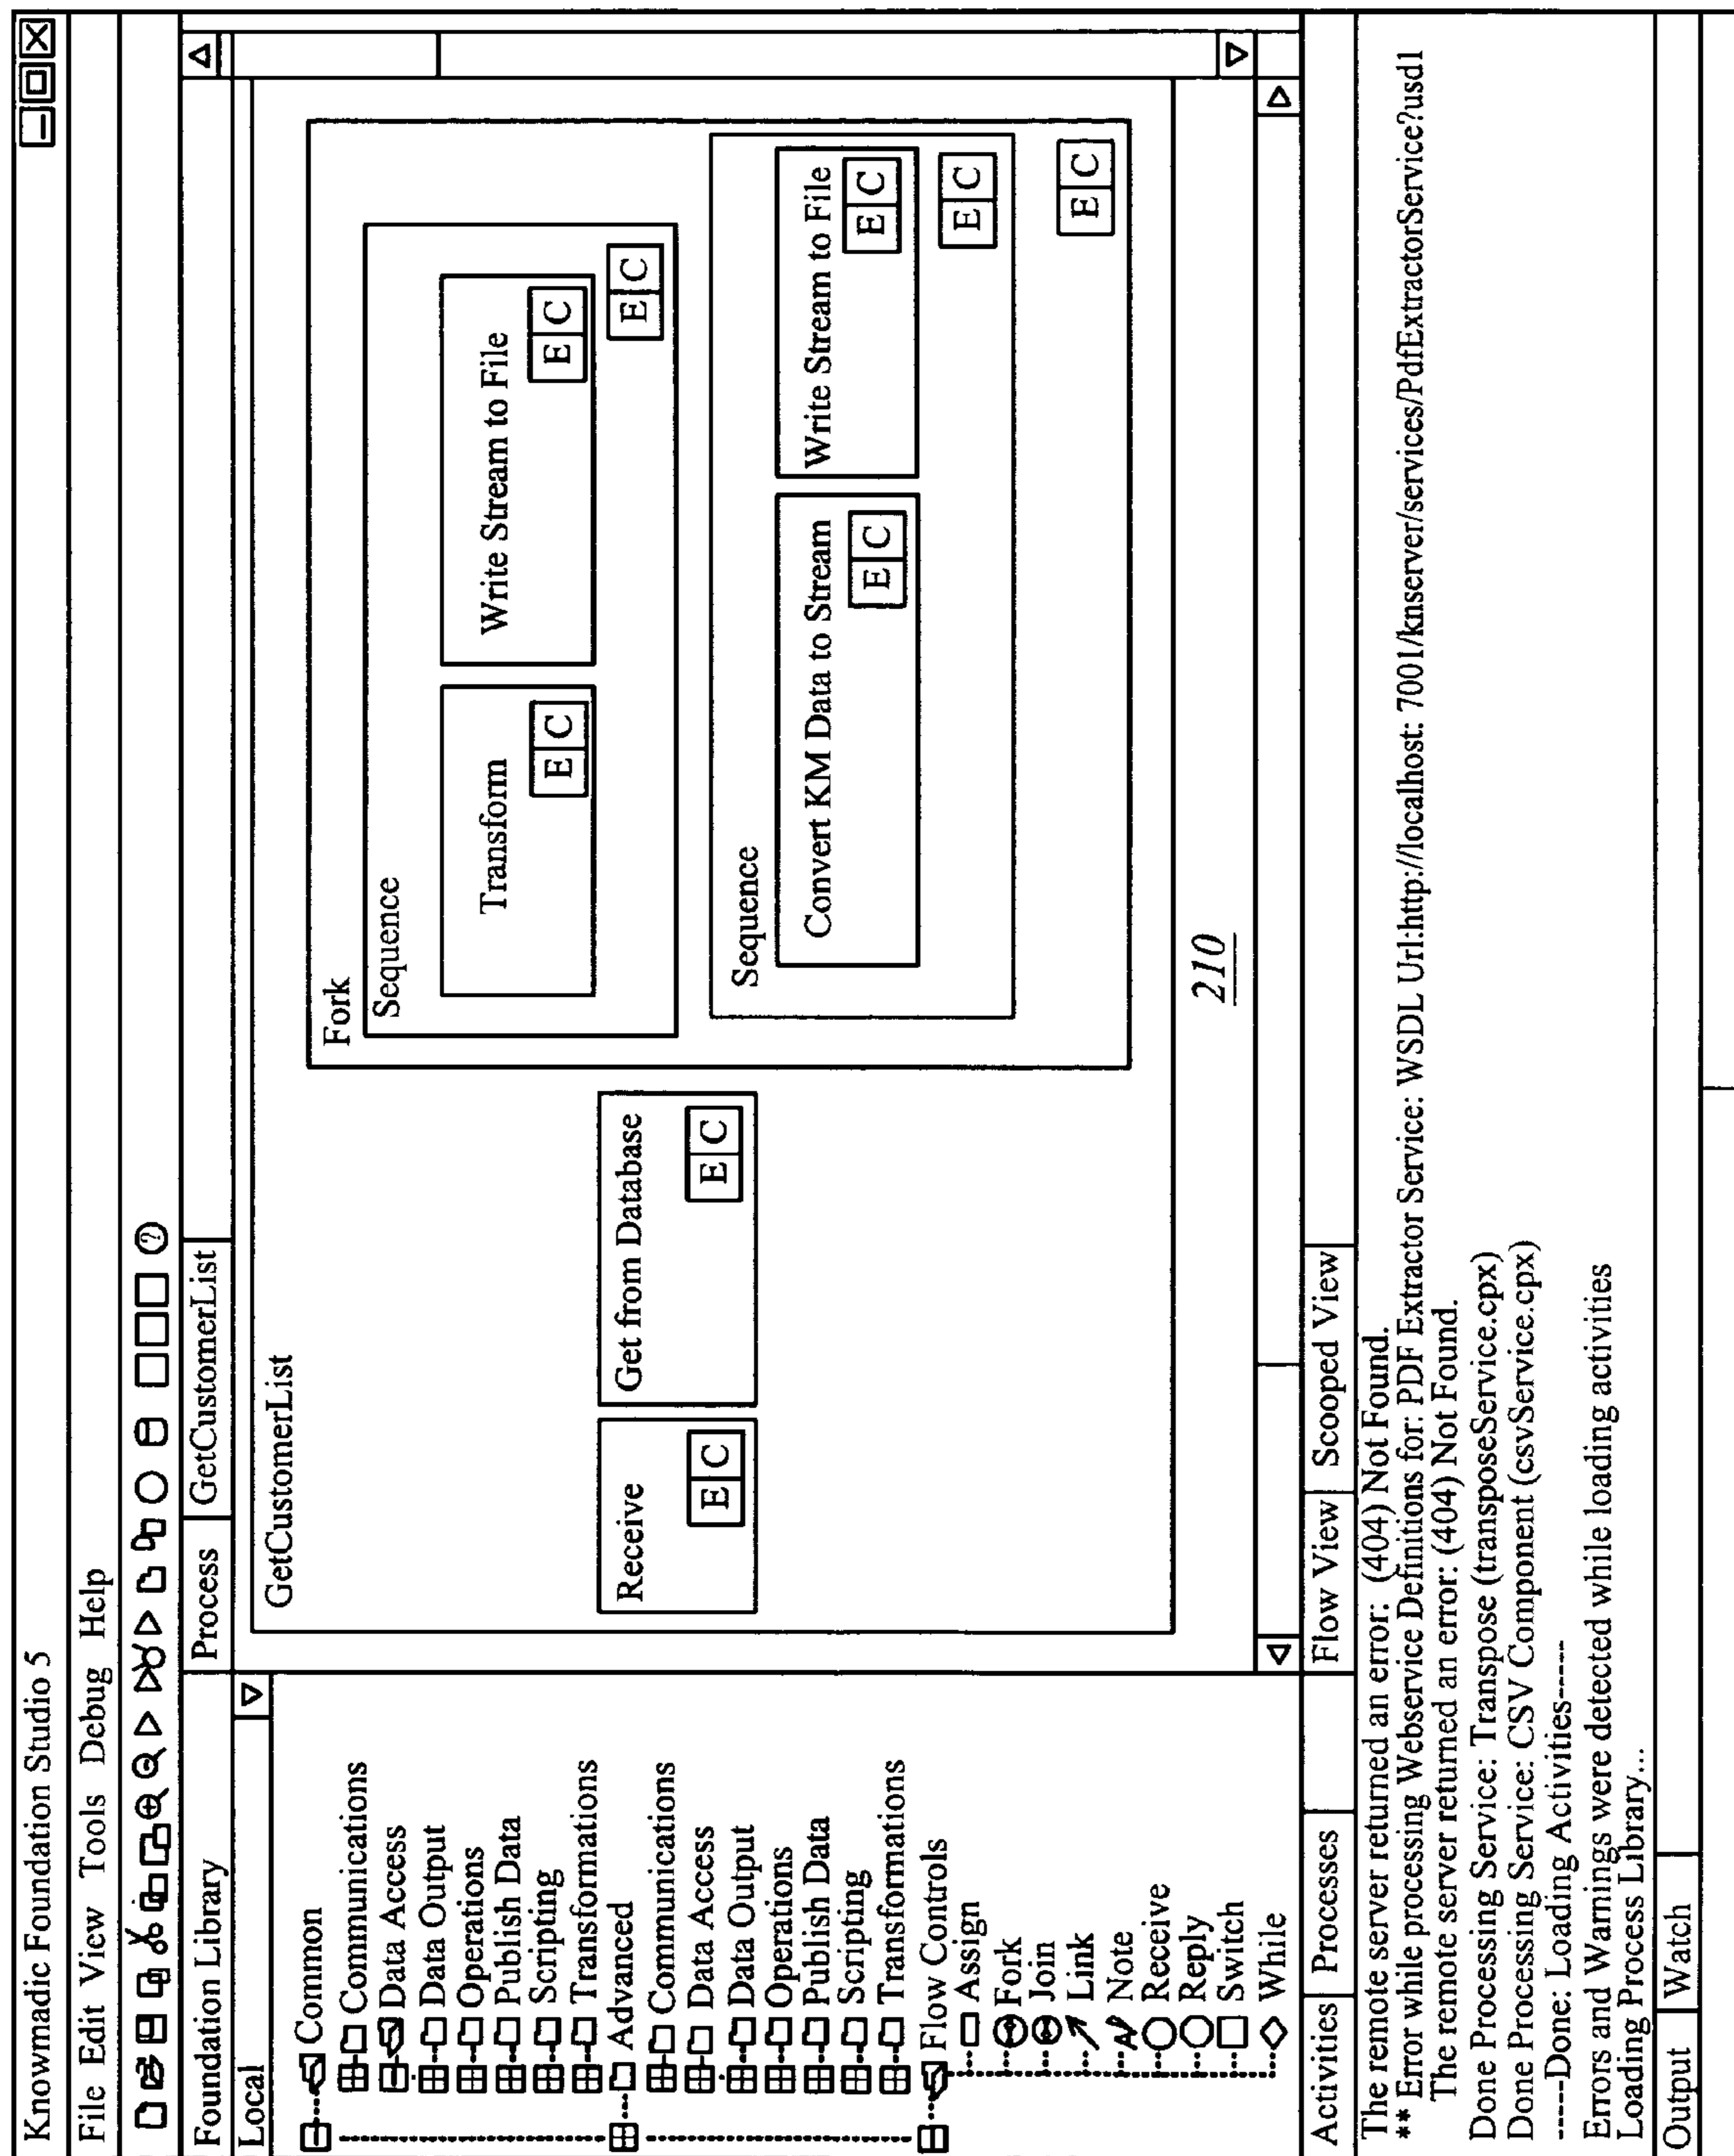 Knowmadic Foundation Studio 5
File Edit View Tools Debug Help
?
Foundation Library
Process
GetCustomerList
Local
Common
Communications
Data Access
Data Output
Operations
Publish Data
Scripting
Transformations
Advanced
Communications
Data Access
Data Output
Operations
Publish Data
Scripting
Transformations
Flow Controls
Assign
Fork
Join
Link
Note
Receive
Reply
Switch
While
GetCustomerList
Receive
E C
Get from Database
E C
Fork
Sequence
Transform
E C
Write Stream to File
E C
E C
Sequence
Convert KM Data to Stream
E C
Write Stream to File
E C
E C
E C
210
Activities
Processes
Flow View
Scooped View
The remote server returned an error: (404) Not Found.
** Error while processing Webservice Definitions for: PDF Extractor Service: WSDL Url:http://localhost: 7001/knserver/services/PdfExtractorService?usd1
The remote server returned an error: (404) Not Found.
Done Processing Service: Transpose (transposeService.cpx)
Done Processing Service: CSV Component (csvService.cpx)
-----Done: Loading Activities-----
Errors and Warnings were detected while loading activities
Loading Process Library...
Output
Watch